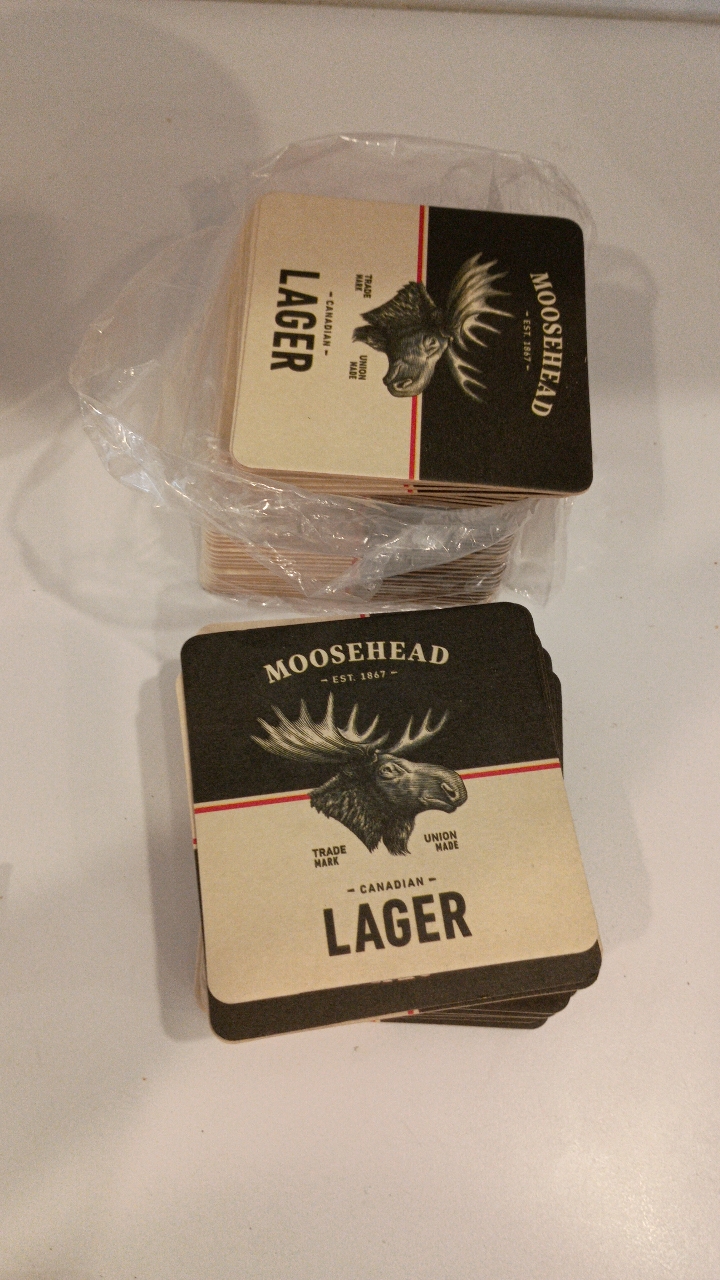 MOOSEHEAD
- EST. 1867 -
TRADE MARK
UNION MADE
- CANADIAN -
LAGER
MOOSEHEAD
- EST. 1867 -
TRADE UNION
MARK MADE
- CANADIAN -
LAGER